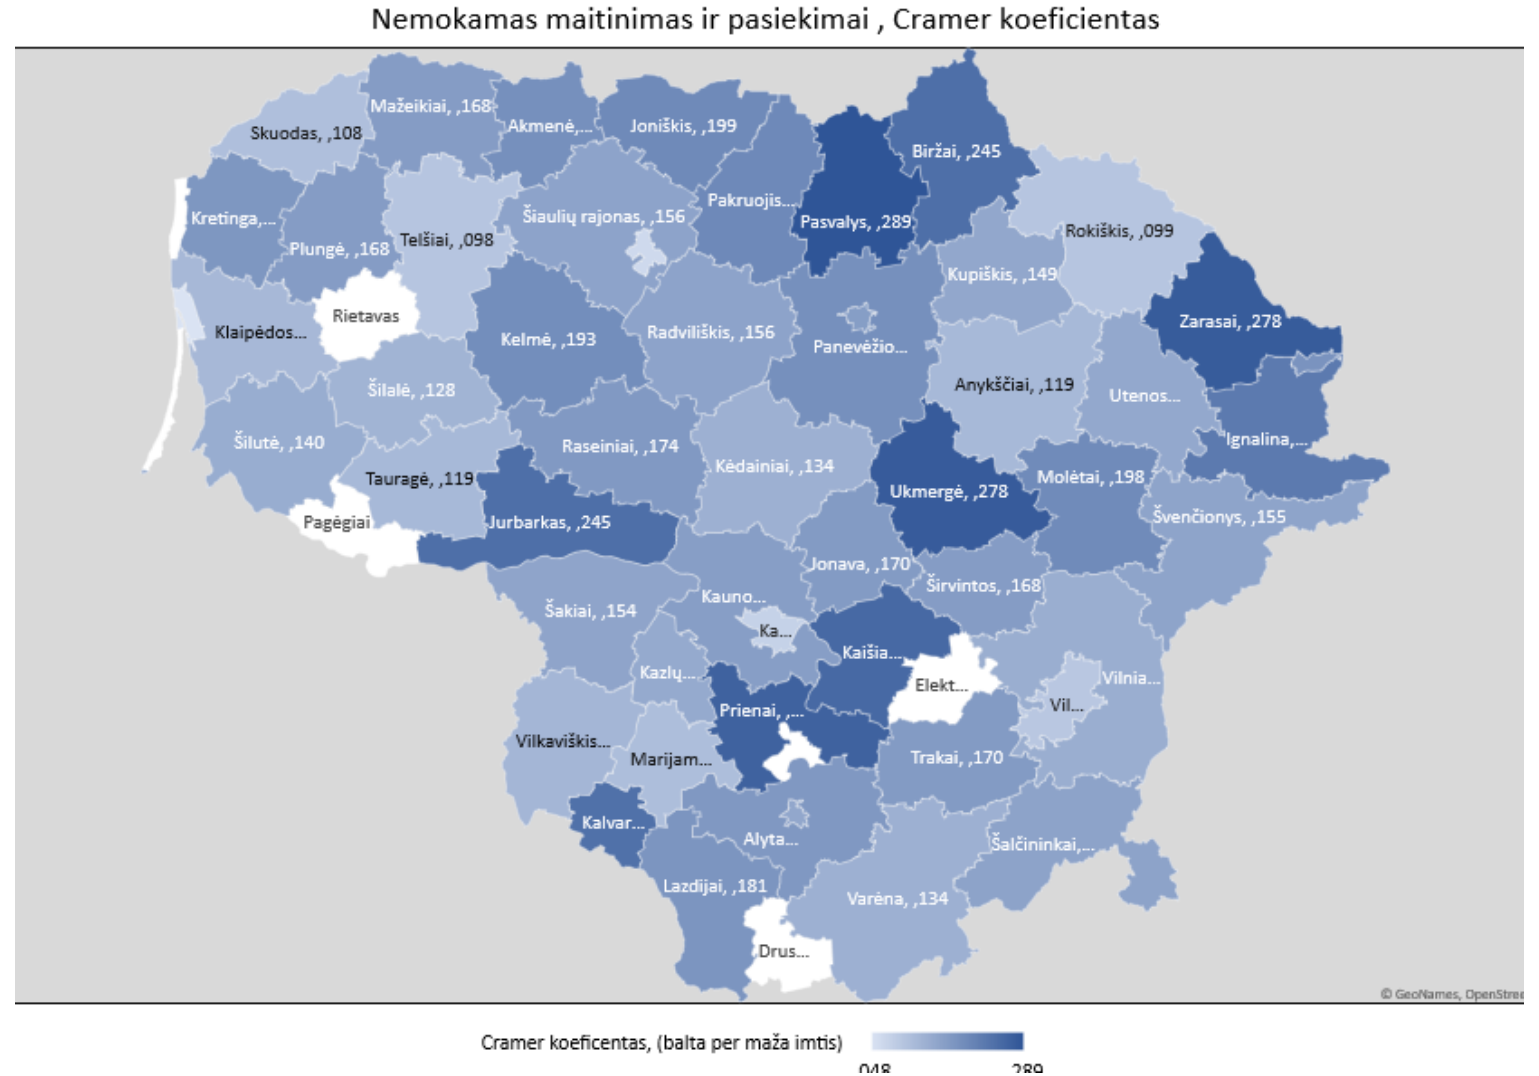 Nemokamas maitinimas ir pasiekimai , Cramer koeficientas
Mažeikiai, ,168
Skuodas, ,108
Akmenė,...
Joniškis, ,199
Biržai, ,245
Kretinga,...
Plungė, ,168
Telšiai, ,098
Šiaulių rajonas, ,156
Pakruojis...
Pasvalys, ,289
Rokiškis, ,099
Kupiškis, ,149
Klaipėdos...
Rietavas
Kelmė, ,193
Radviliškis, ,156
Panevėžio...
Zarasai, ,278
Šilalė, ,128
Anykščiai, ,119
Utenos...
Šilutė, ,140
Raseiniai, ,174
Ignalina,...
Tauragė, ,119
Kėdainiai, ,134
Ukmergė, ,278
Molėtai, ,198
Pagėgiai
Jurbarkas, ,245
Švenčionys, ,155
Jonava, ,170
Širvintos, ,168
Šakiai, ,154
Kauno...
Ka...
Kaišia...
Kazlų...
Elekt...
Vilnia...
Prienai, ,...
Vil...
Vilkaviškis...
Marijam...
Trakai, ,170
Kalvar...
Alyta...
Šalčininkai,...
Lazdijai, ,181
Varėna, ,134
Drus...
© GeoNames, OpenStree
Cramer koeficentas, (balta per maža imtis)
,048 ,289